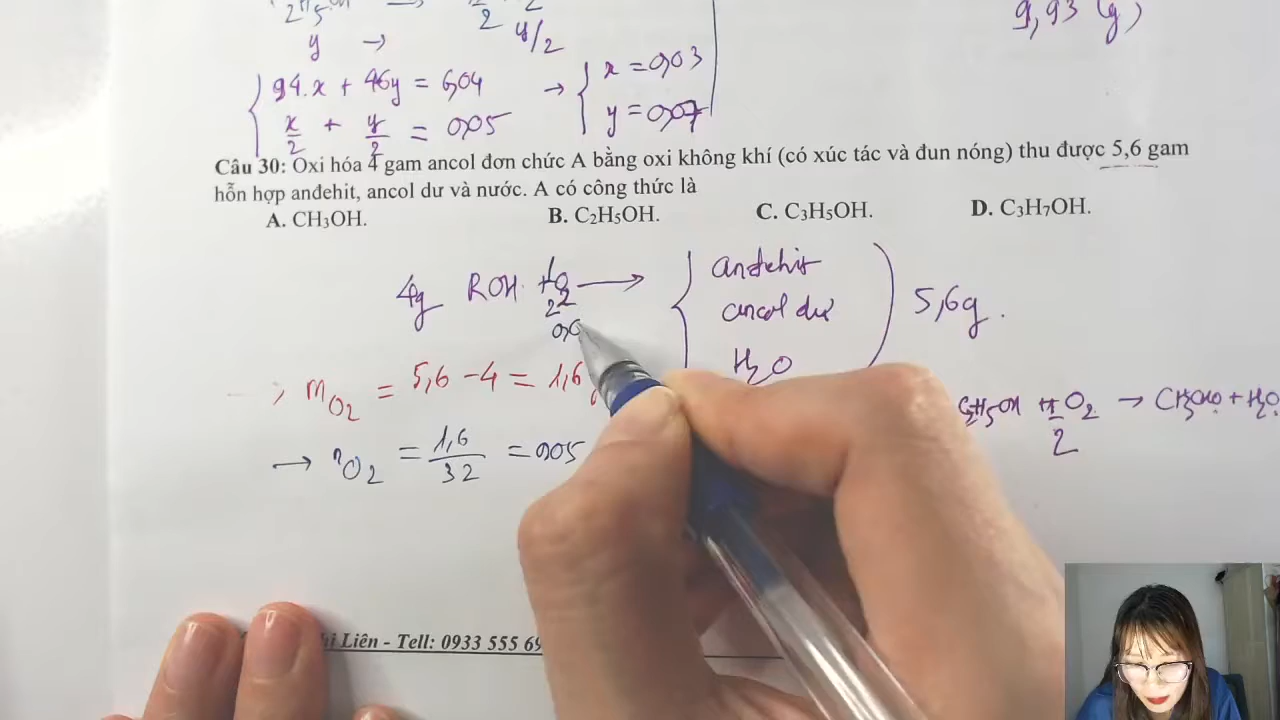 y →
y/2
9,93 (g)
94.x + 46y = 6,04 → x = 0,03
x/2 + y/2 = 0,05 y = 0,07
Câu 30: Oxi hóa 4 gam ancol đơn chức A bằng oxi không khí (có xúc tác và đun nóng) thu được 5,6 gam
hỗn hợp anđehit, ancol dư và nước. A có công thức là
A. CH₃OH. B. C₂H₅OH. C. C₃H₅OH. D. C₃H₇OH.
4g ROH + 1/2 O₂ → anđehit
ancol dư
H₂O
5,6g.
→ mO₂ = 5,6 - 4 = 1,6
→ nO₂ = 1,6/32 = 0,05
C₂H₅OH + 1/2 O₂ → CH₃CHO + H₂O
Liên - Tell: 0933 555 69